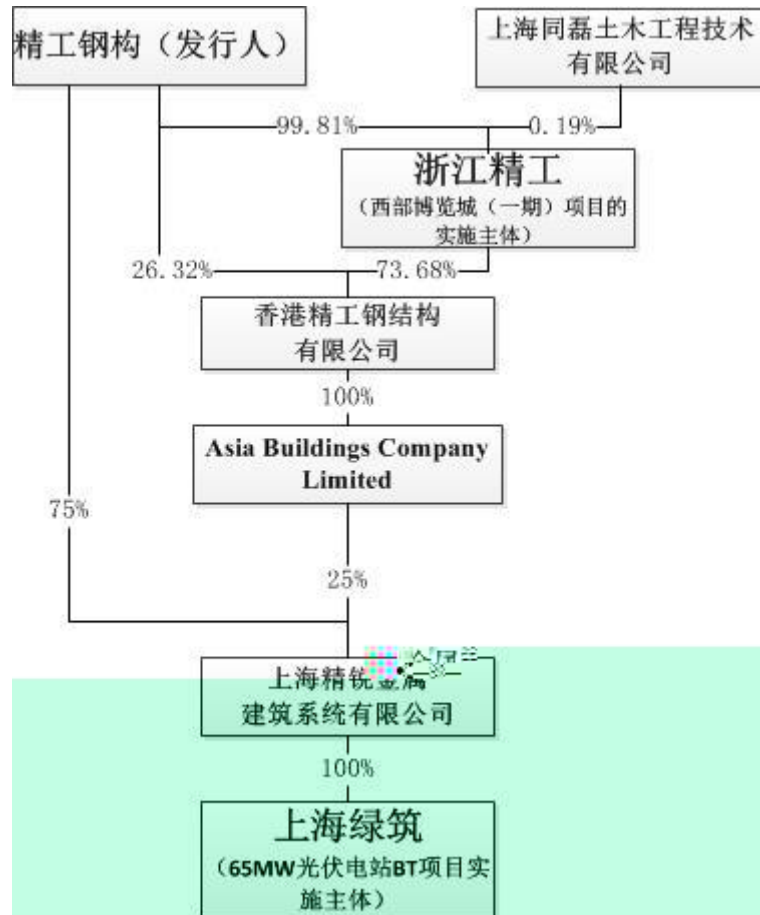 精工钢构（发行人）
上海同磊土木工程技术
有限公司
99.81%
0.19%
浙江精工
（西部博览城（一期）项目的
实施主体）
26.32%
73.68%
香港精工钢结构
有限公司
100%
Asia Buildings Company
Limited
75%
25%
上海精锐金属
建筑系统有限公司
100%
上海绿筑
（65MW光伏电站BT项目实
施主体）